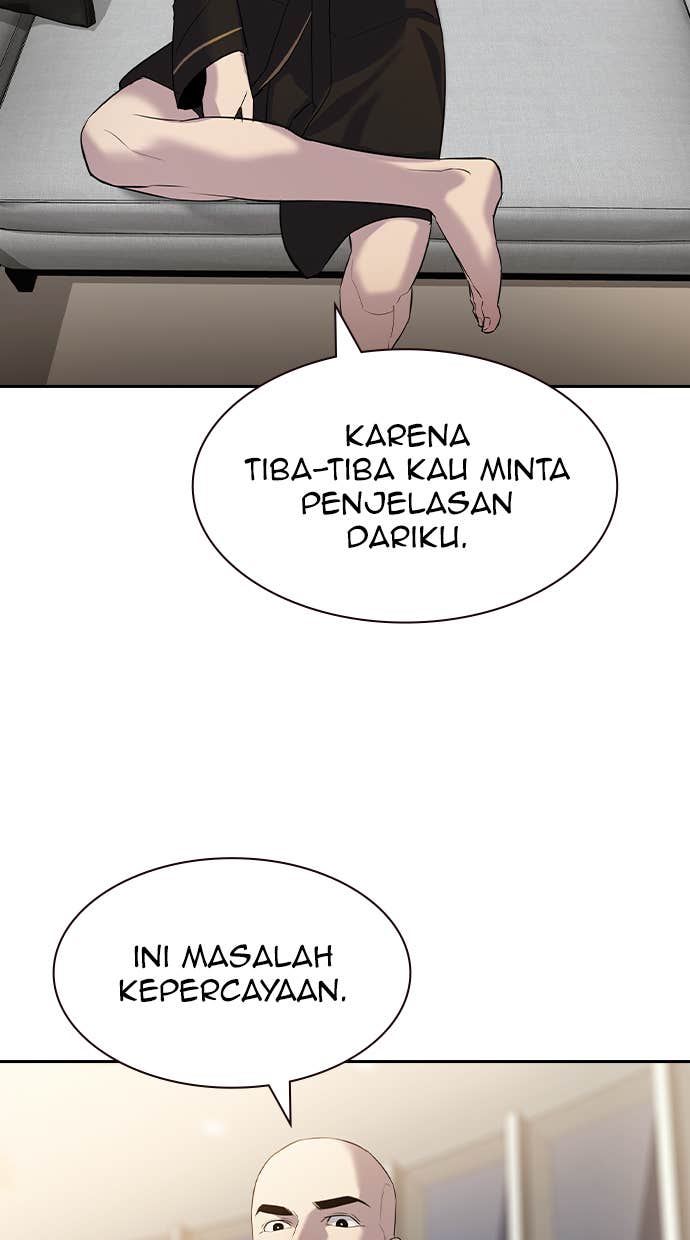 KARENA
TIBA-TIBA KAU MINTA
PENJELASAN
DARIKU.
INI MASALAH
KEPERCAYAAN.